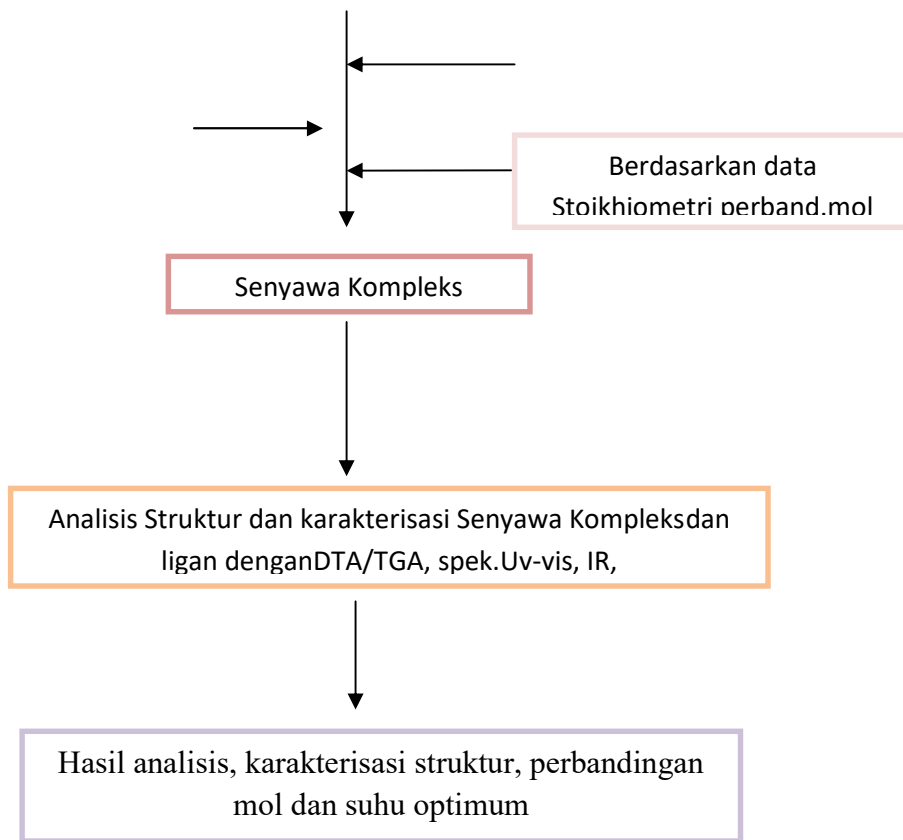 Berdasarkan data
Stoikhiometri perband.mol
Senyawa Kompleks
Analisis Struktur dan karakterisasi Senyawa Kompleksdan
ligan denganDTA/TGA, spek.Uv-vis, IR,
Hasil analisis, karakterisasi struktur, perbandingan
mol dan suhu optimum